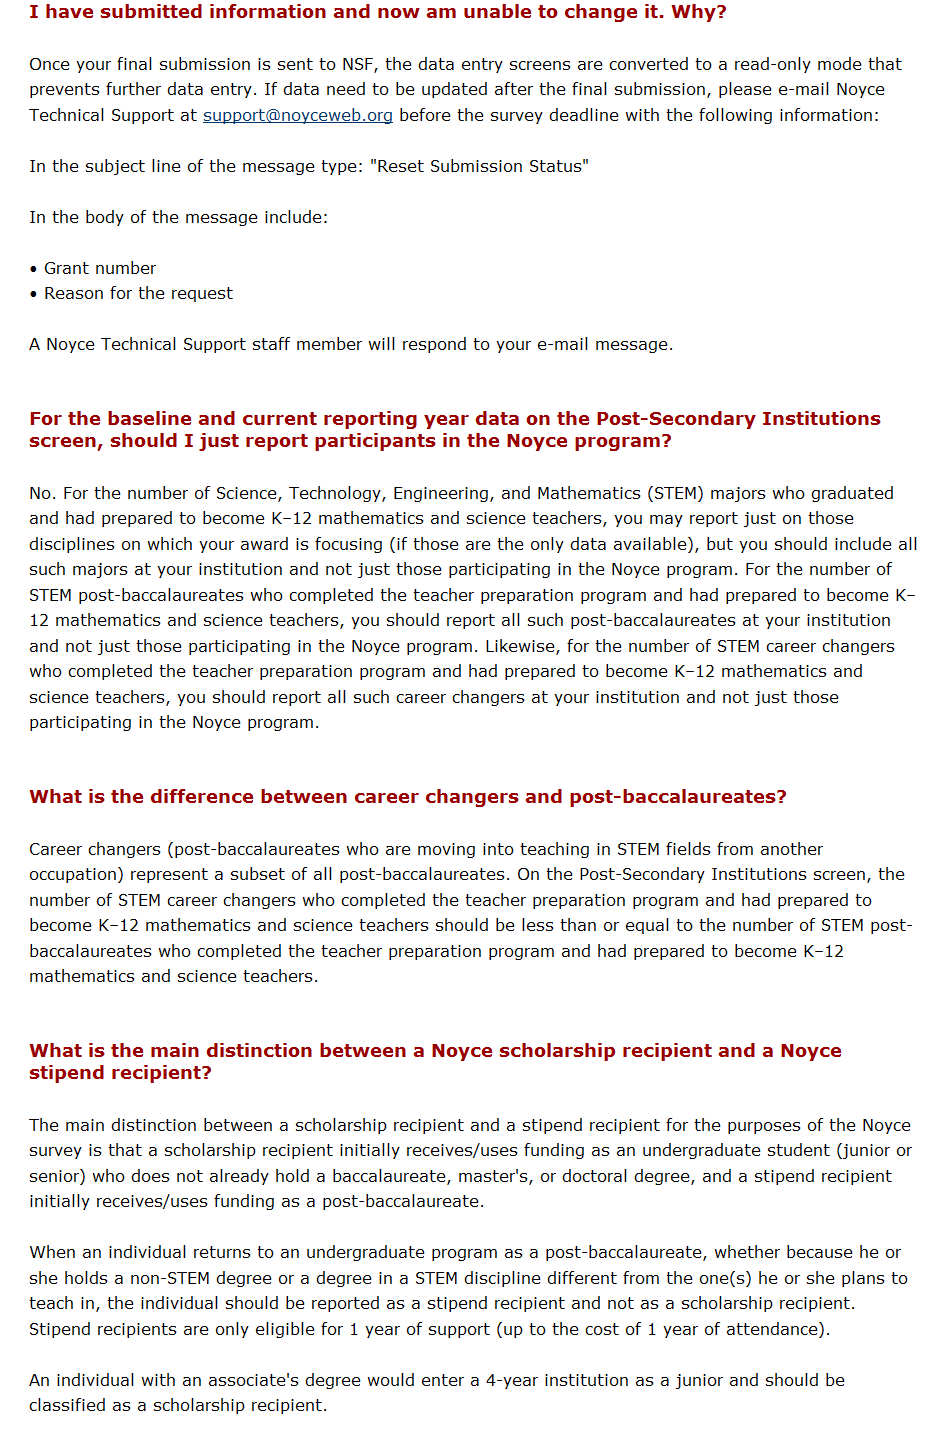 I have submitted information and now am unable to change it. Why?
Once your final submission is sent to NSF, the data entry screens are converted to a read-only mode that
prevents further data entry. If data need to be updated after the final submission, please e-mail Noyce
Technical Support at support@noyceweb.org before the survey deadline with the following information:
In the subject line of the message type: "Reset Submission Status"
In the body of the message include:
• Grant number
• Reason for the request
A Noyce Technical Support staff member will respond to your e-mail message.
For the baseline and current reporting year data on the Post-Secondary Institutions
screen, should I just report participants in the Noyce program?
No. For the number of Science, Technology, Engineering, and Mathematics (STEM) majors who graduated
and had prepared to become K–12 mathematics and science teachers, you may report just on those
disciplines on which your award is focusing (if those are the only data available), but you should include all
such majors at your institution and not just those participating in the Noyce program. For the number of
STEM post-baccalaureates who completed the teacher preparation program and had prepared to become K–
12 mathematics and science teachers, you should report all such post-baccalaureates at your institution
and not just those participating in the Noyce program. Likewise, for the number of STEM career changers
who completed the teacher preparation program and had prepared to become K–12 mathematics and
science teachers, you should report all such career changers at your institution and not just those
participating in the Noyce program.
What is the difference between career changers and post-baccalaureates?
Career changers (post-baccalaureates who are moving into teaching in STEM fields from another
occupation) represent a subset of all post-baccalaureates. On the Post-Secondary Institutions screen, the
number of STEM career changers who completed the teacher preparation program and had prepared to
become K–12 mathematics and science teachers should be less than or equal to the number of STEM post-
baccalaureates who completed the teacher preparation program and had prepared to become K–12
mathematics and science teachers.
What is the main distinction between a Noyce scholarship recipient and a Noyce
stipend recipient?
The main distinction between a scholarship recipient and a stipend recipient for the purposes of the Noyce
survey is that a scholarship recipient initially receives/uses funding as an undergraduate student (junior or
senior) who does not already hold a baccalaureate, master's, or doctoral degree, and a stipend recipient
initially receives/uses funding as a post-baccalaureate.
When an individual returns to an undergraduate program as a post-baccalaureate, whether because he or
she holds a non-STEM degree or a degree in a STEM discipline different from the one(s) he or she plans to
teach in, the individual should be reported as a stipend recipient and not as a scholarship recipient.
Stipend recipients are only eligible for 1 year of support (up to the cost of 1 year of attendance).
An individual with an associate's degree would enter a 4-year institution as a junior and should be
classified as a scholarship recipient.